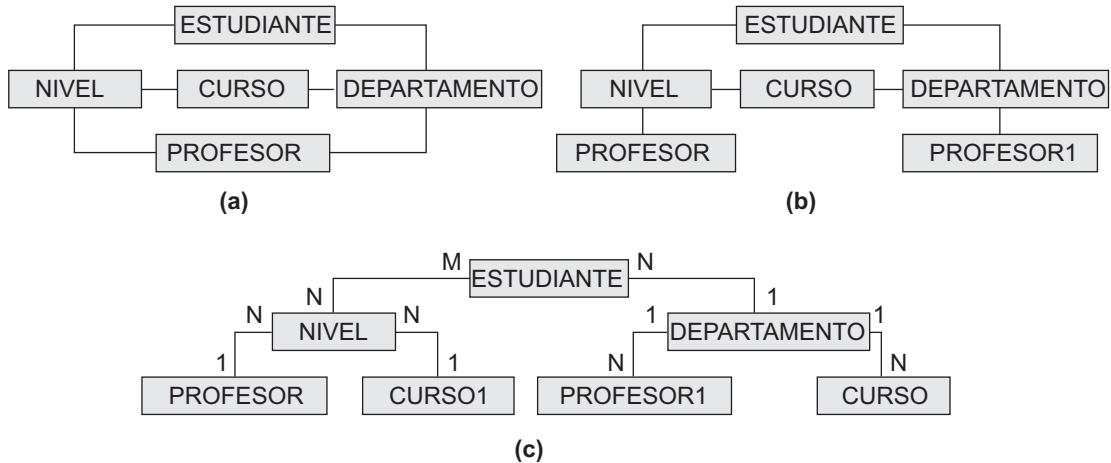 ESTUDIANTE
NIVEL CURSO DEPARTAMENTO
PROFESOR
(a)
ESTUDIANTE
NIVEL CURSO DEPARTAMENTO
PROFESOR PROFESOR1
(b)
M ESTUDIANTE N
N 1
N NIVEL N 1 DEPARTAMENTO 1
1 1 N N
PROFESOR CURSO1 PROFESOR1 CURSO
(c)